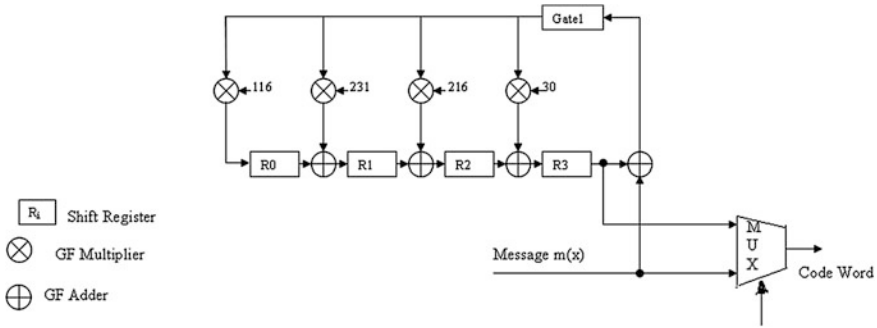 Gate1
116
231
216
30
R0
R1
R2
R3
Ri
Shift Register
GF Multiplier
GF Adder
Message m(x)
M
U
X
Code Word